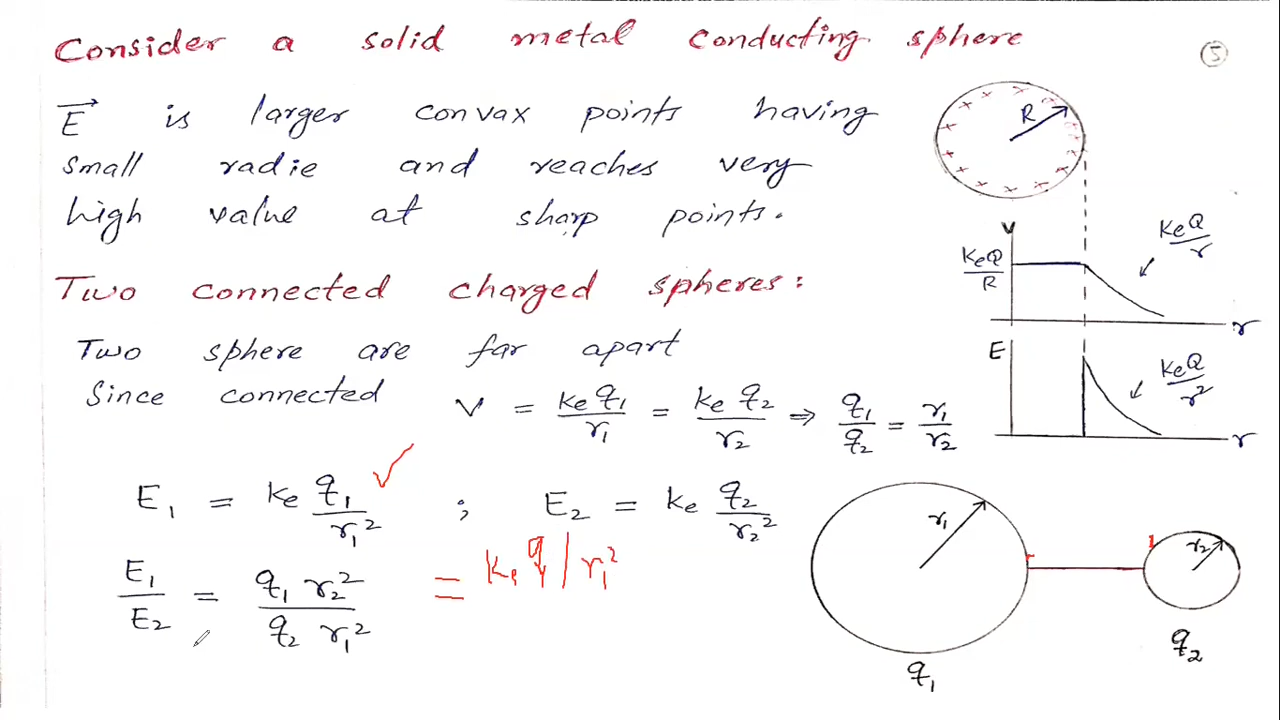 Consider a solid metal conducting sphere
⑤
E⃗ is larger convax points having
small radie and reaches very
high value at sharp points.
Two connected charged spheres:
Two sphere are far apart
Since connected V = keq1/r1 = keq2/r2 ⇒ q1/q2 = r1/r2
E1 = ke q1/r1² ✓ ; E2 = ke q2/r2²
E1/E2 = q1 r2² / q2 r1² = ke q1/r1²
R
V
keQ/R
keQ/r
r
E
keQ/r²
r
r1
r2
q1
q2